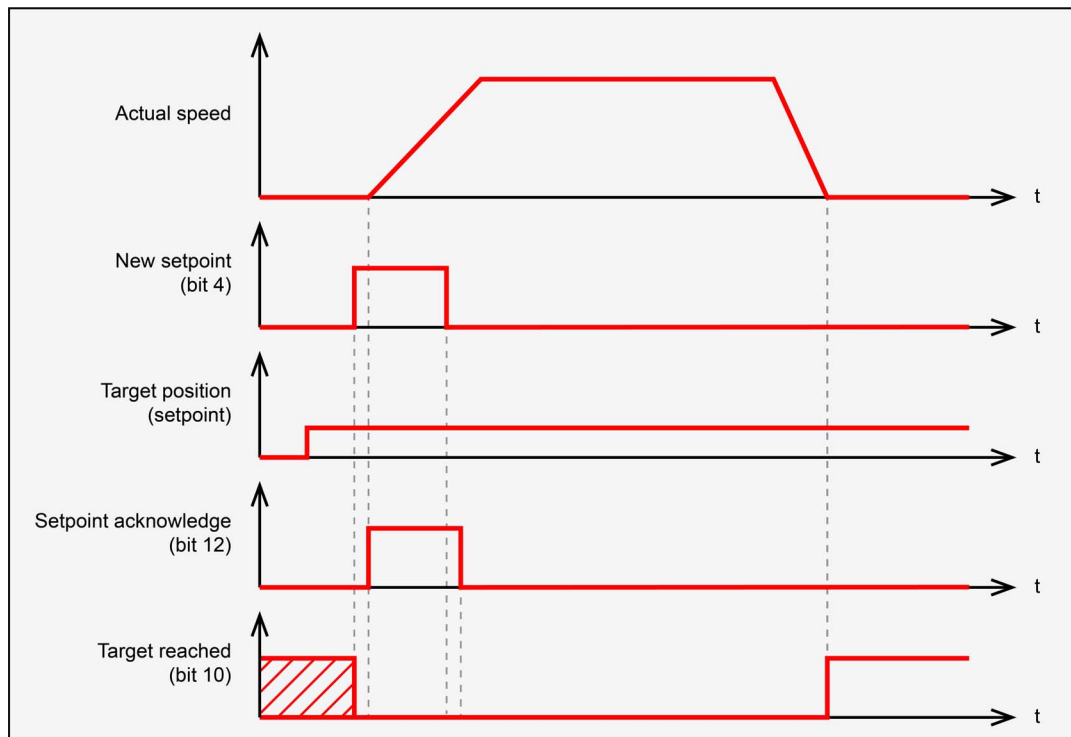 Actual speed
t
New setpoint
(bit 4)
t
Target position
(setpoint)
t
Setpoint acknowledge
(bit 12)
t
Target reached
(bit 10)
t